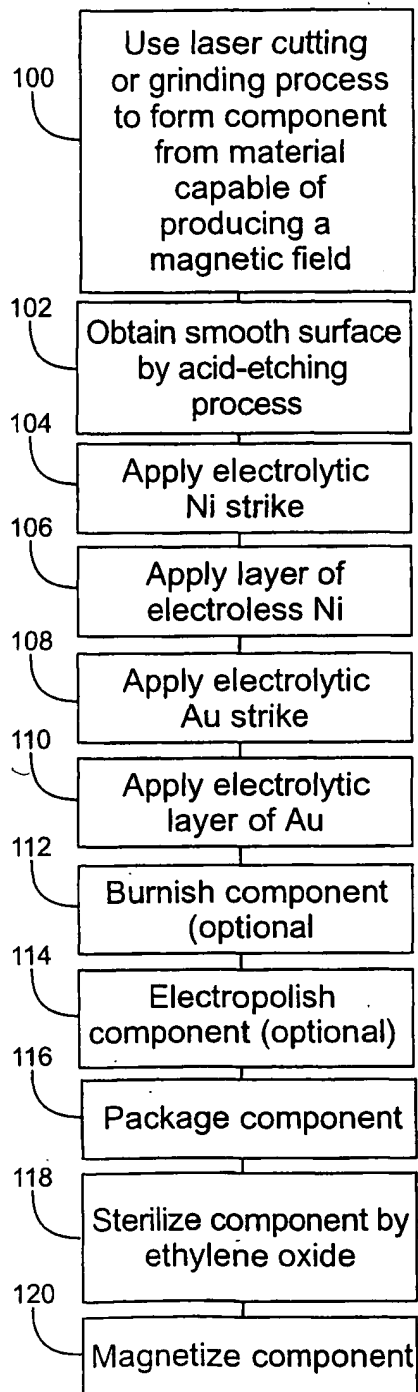 100
Use laser cutting
or grinding process
to form component
from material
capable of
producing a
magnetic field
102
Obtain smooth surface
by acid-etching
process
104
Apply electrolytic
Ni strike
106
Apply layer of
electroless Ni
108
Apply electrolytic
Au strike
110
Apply electrolytic
layer of Au
112
Burnish component
(optional
114
Electropolish
component (optional)
116
Package component
118
Sterilize component by
ethylene oxide
120
Magnetize component